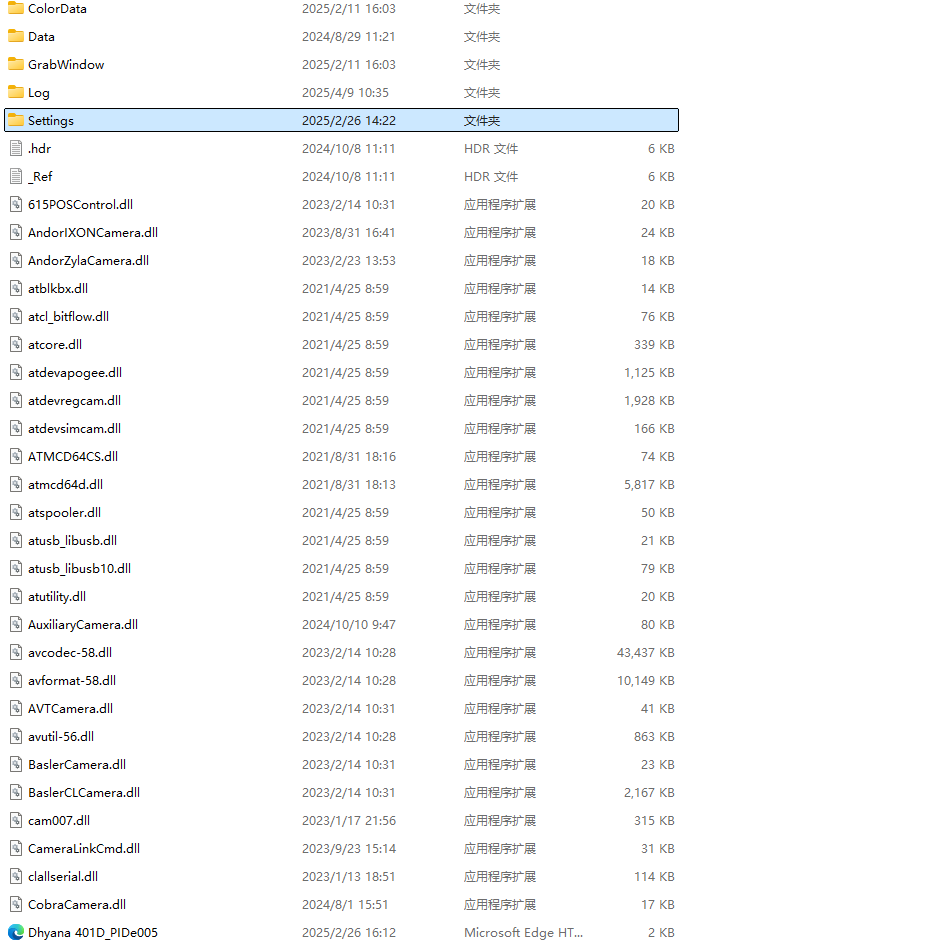 ColorData 2025/2/11 16:03 文件夹
Data 2024/8/29 11:21 文件夹
GrabWindow 2025/2/11 16:03 文件夹
Log 2025/4/9 10:35 文件夹
Settings 2025/2/26 14:22 文件夹
.hdr 2024/10/8 11:11 HDR 文件 6 KB
_Ref 2024/10/8 11:11 HDR 文件 6 KB
615POSControl.dll 2023/2/14 10:31 应用程序扩展 20 KB
AndorIXONCamera.dll 2023/8/31 16:41 应用程序扩展 24 KB
AndorZylaCamera.dll 2023/2/23 13:53 应用程序扩展 18 KB
atblkbx.dll 2021/4/25 8:59 应用程序扩展 14 KB
atcl_bitflow.dll 2021/4/25 8:59 应用程序扩展 76 KB
atcore.dll 2021/4/25 8:59 应用程序扩展 339 KB
atdevapogee.dll 2021/4/25 8:59 应用程序扩展 1,125 KB
atdevregcam.dll 2021/4/25 8:59 应用程序扩展 1,928 KB
atdevsimcam.dll 2021/4/25 8:59 应用程序扩展 166 KB
ATMCD64CS.dll 2021/8/31 18:16 应用程序扩展 74 KB
atmcd64d.dll 2021/8/31 18:13 应用程序扩展 5,817 KB
atspooler.dll 2021/4/25 8:59 应用程序扩展 50 KB
atusb_libusb.dll 2021/4/25 8:59 应用程序扩展 21 KB
atusb_libusb10.dll 2021/4/25 8:59 应用程序扩展 79 KB
atutility.dll 2021/4/25 8:59 应用程序扩展 20 KB
AuxiliaryCamera.dll 2024/10/10 9:47 应用程序扩展 80 KB
avcodec-58.dll 2023/2/14 10:28 应用程序扩展 43,437 KB
avformat-58.dll 2023/2/14 10:28 应用程序扩展 10,149 KB
AVTCamera.dll 2023/2/14 10:31 应用程序扩展 41 KB
avutil-56.dll 2023/2/14 10:28 应用程序扩展 863 KB
BaslerCamera.dll 2023/2/14 10:31 应用程序扩展 23 KB
BaslerCLCamera.dll 2023/2/14 10:31 应用程序扩展 2,167 KB
cam007.dll 2023/1/17 21:56 应用程序扩展 315 KB
CameraLinkCmd.dll 2023/9/23 15:14 应用程序扩展 31 KB
clallserial.dll 2023/1/13 18:51 应用程序扩展 114 KB
CobraCamera.dll 2024/8/1 15:51 应用程序扩展 17 KB
Dhyana 401D_PIDe005 2025/2/26 16:12 Microsoft Edge HT... 2 KB